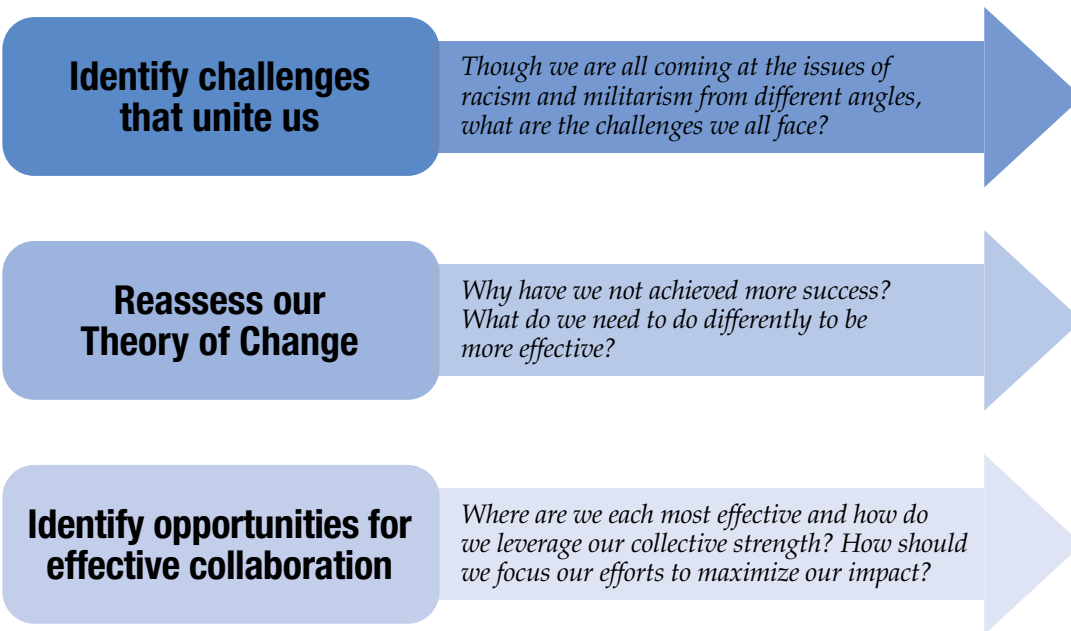 Identify challenges
that unite us
Though we are all coming at the issues of
racism and militarism from different angles,
what are the challenges we all face?
Reassess our
Theory of Change
Why have we not achieved more success?
What do we need to do differently to be
more effective?
Identify opportunities for
effective collaboration
Where are we each most effective and how do
we leverage our collective strength? How should
we focus our efforts to maximize our impact?